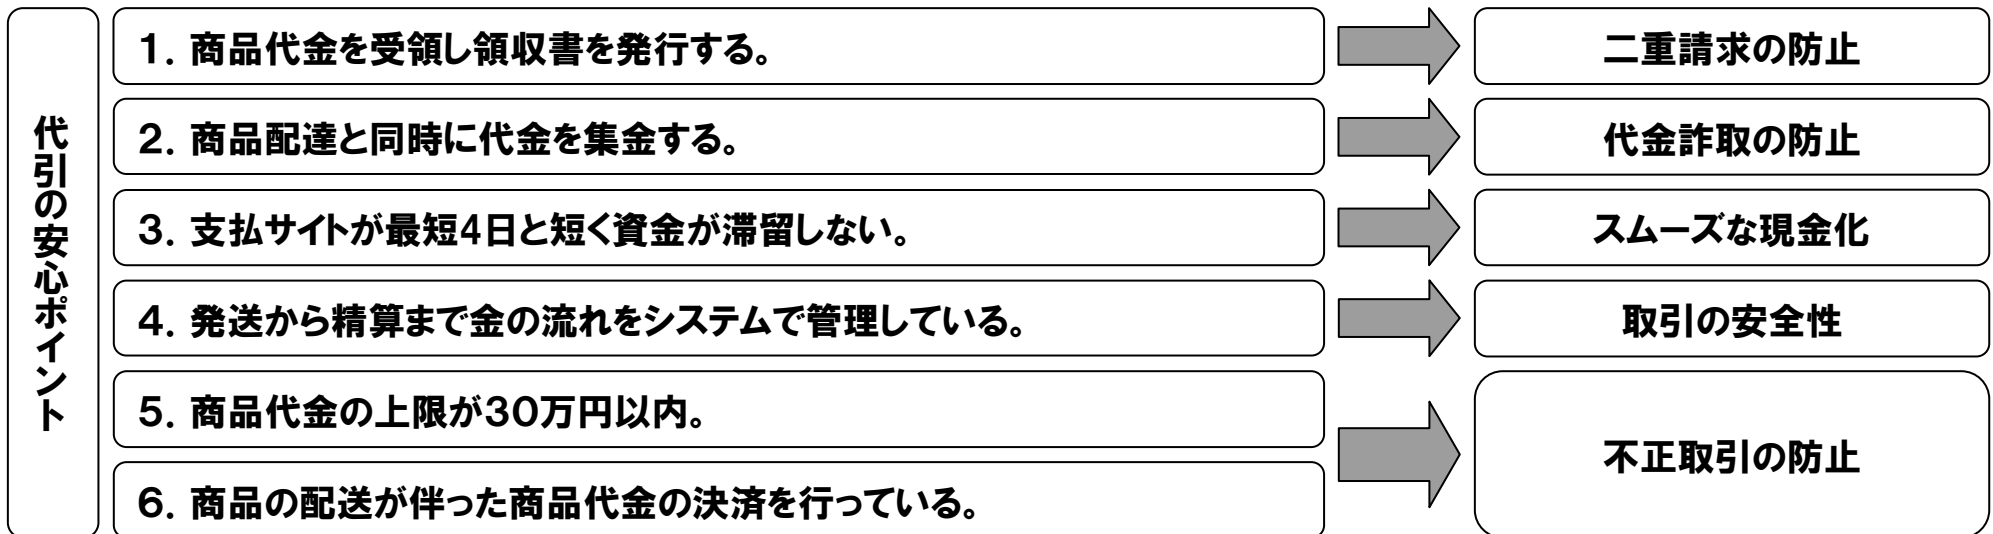 代引の安心ポイント
1. 商品代金を受領し領収書を発行する。
二重請求の防止
2. 商品配達と同時に代金を集金する。
代金詐取の防止
3. 支払サイトが最短4日と短く資金が滞留しない。
スムーズな現金化
4. 発送から精算まで金の流れをシステムで管理している。
取引の安全性
5. 商品代金の上限が30万円以内。
6. 商品の配送が伴った商品代金の決済を行っている。
不正取引の防止